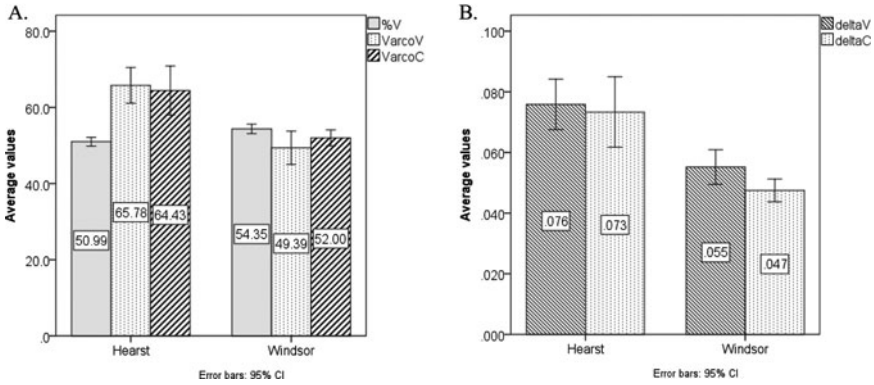 A.
80.0
60.0
40.0
20.0
.0
Average values
%V
VarcoV
VarcoC
50.99
65.78
64.43
54.35
49.39
52.00
Hearst
Windsor
Error bars: 95% CI
B.
.100
.080
.060
.040
.020
.000
Average values
deltaV
deltaC
.076
.073
.055
.047
Hearst
Windsor
Error bars: 95% CI